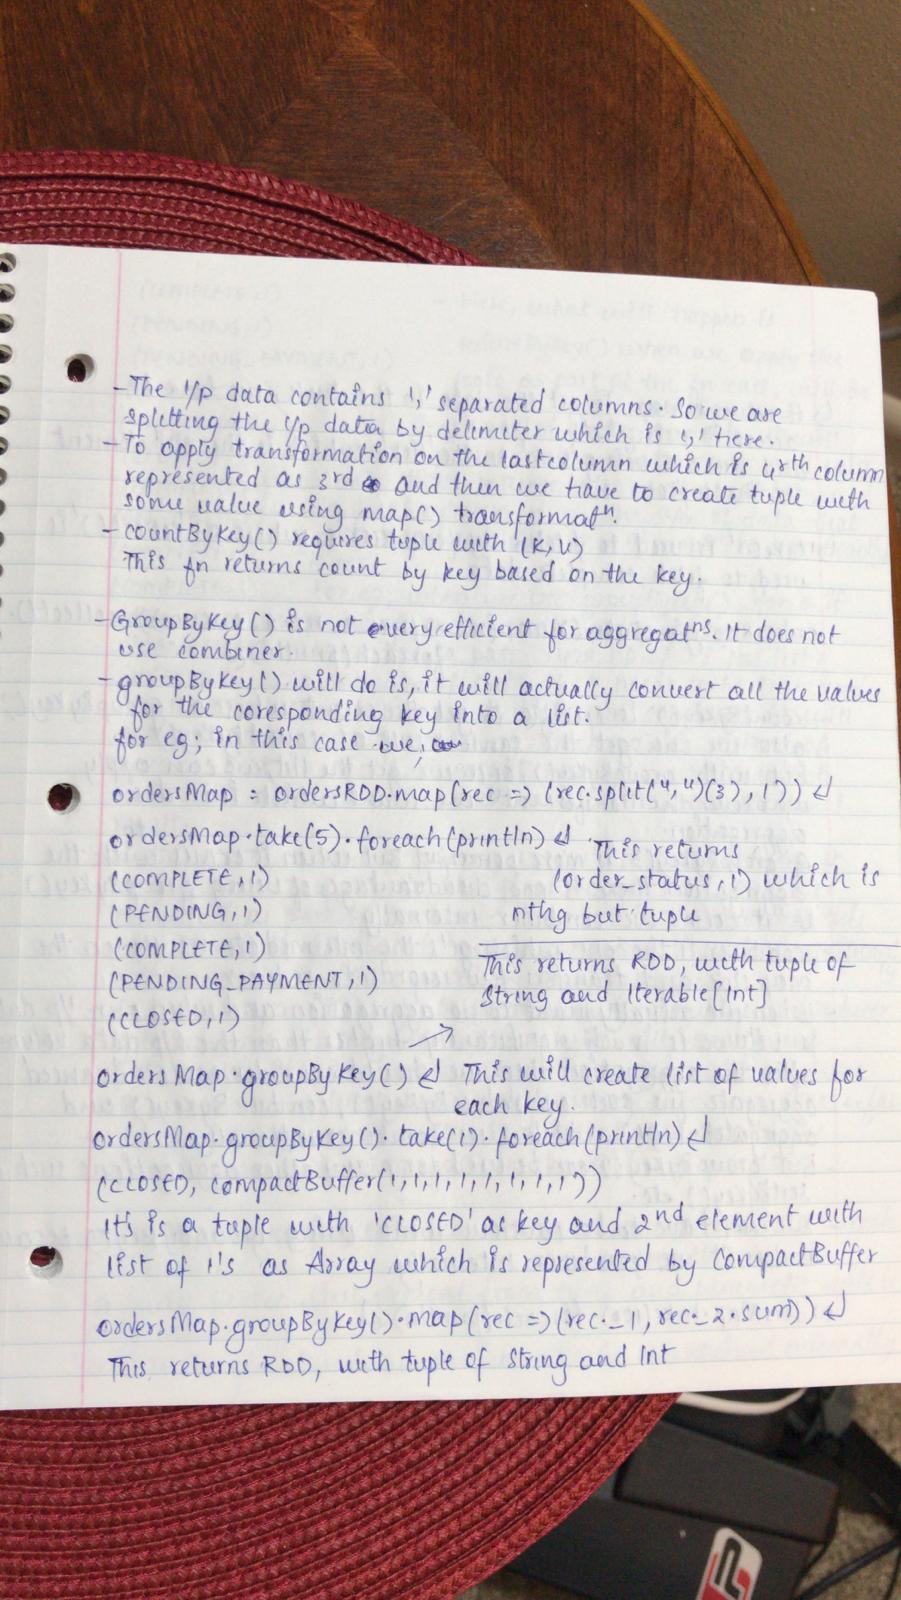 - The i/p data contains ',' separated columns. So we are
splitting the i/p data by delimiter which is ',' here.
- To apply transformation on the last column which is 4rth column
represented as 3rd and then we have to create tuple with
some value using map() transformatⁿ.
- countByKey() requires tuple with (K,V)
This fn returns count by key based on the key.
- GroupByKey() is not every efficient for aggregatⁿˢ. It does not
use combiner.
- groupByKey() will do is, it will actually convert all the values
for the coresponding key into a list.
for eg; in this case we,
ordersMap = ordersRDD.map(rec => (rec.split(",")(3), 1)) ↵
ordersMap.take(5).foreach(println) ↵
(COMPLETE,1)
(PENDING,1)
(COMPLETE,1)
(PENDING_PAYMENT,1)
(CLOSED,1)
This returns
(order_status,1) which is
nthg but tuple
This returns RDD, with tuple of
String and Iterable[Int]
ordersMap.groupByKey() ↵ This will create list of values for
each key.
ordersMap.groupByKey().take(1).foreach(println) ↵
(CLOSED, compactBuffer(1,1,1,1,1,1,1,1,1))
It's is a tuple with 'CLOSED' as key and 2nd element with
list of 1's as Array which is represented by CompactBuffer
ordersMap.groupByKey().map(rec => (rec._1, rec._2.sum)) ↵
This returns RDD, with tuple of String and Int